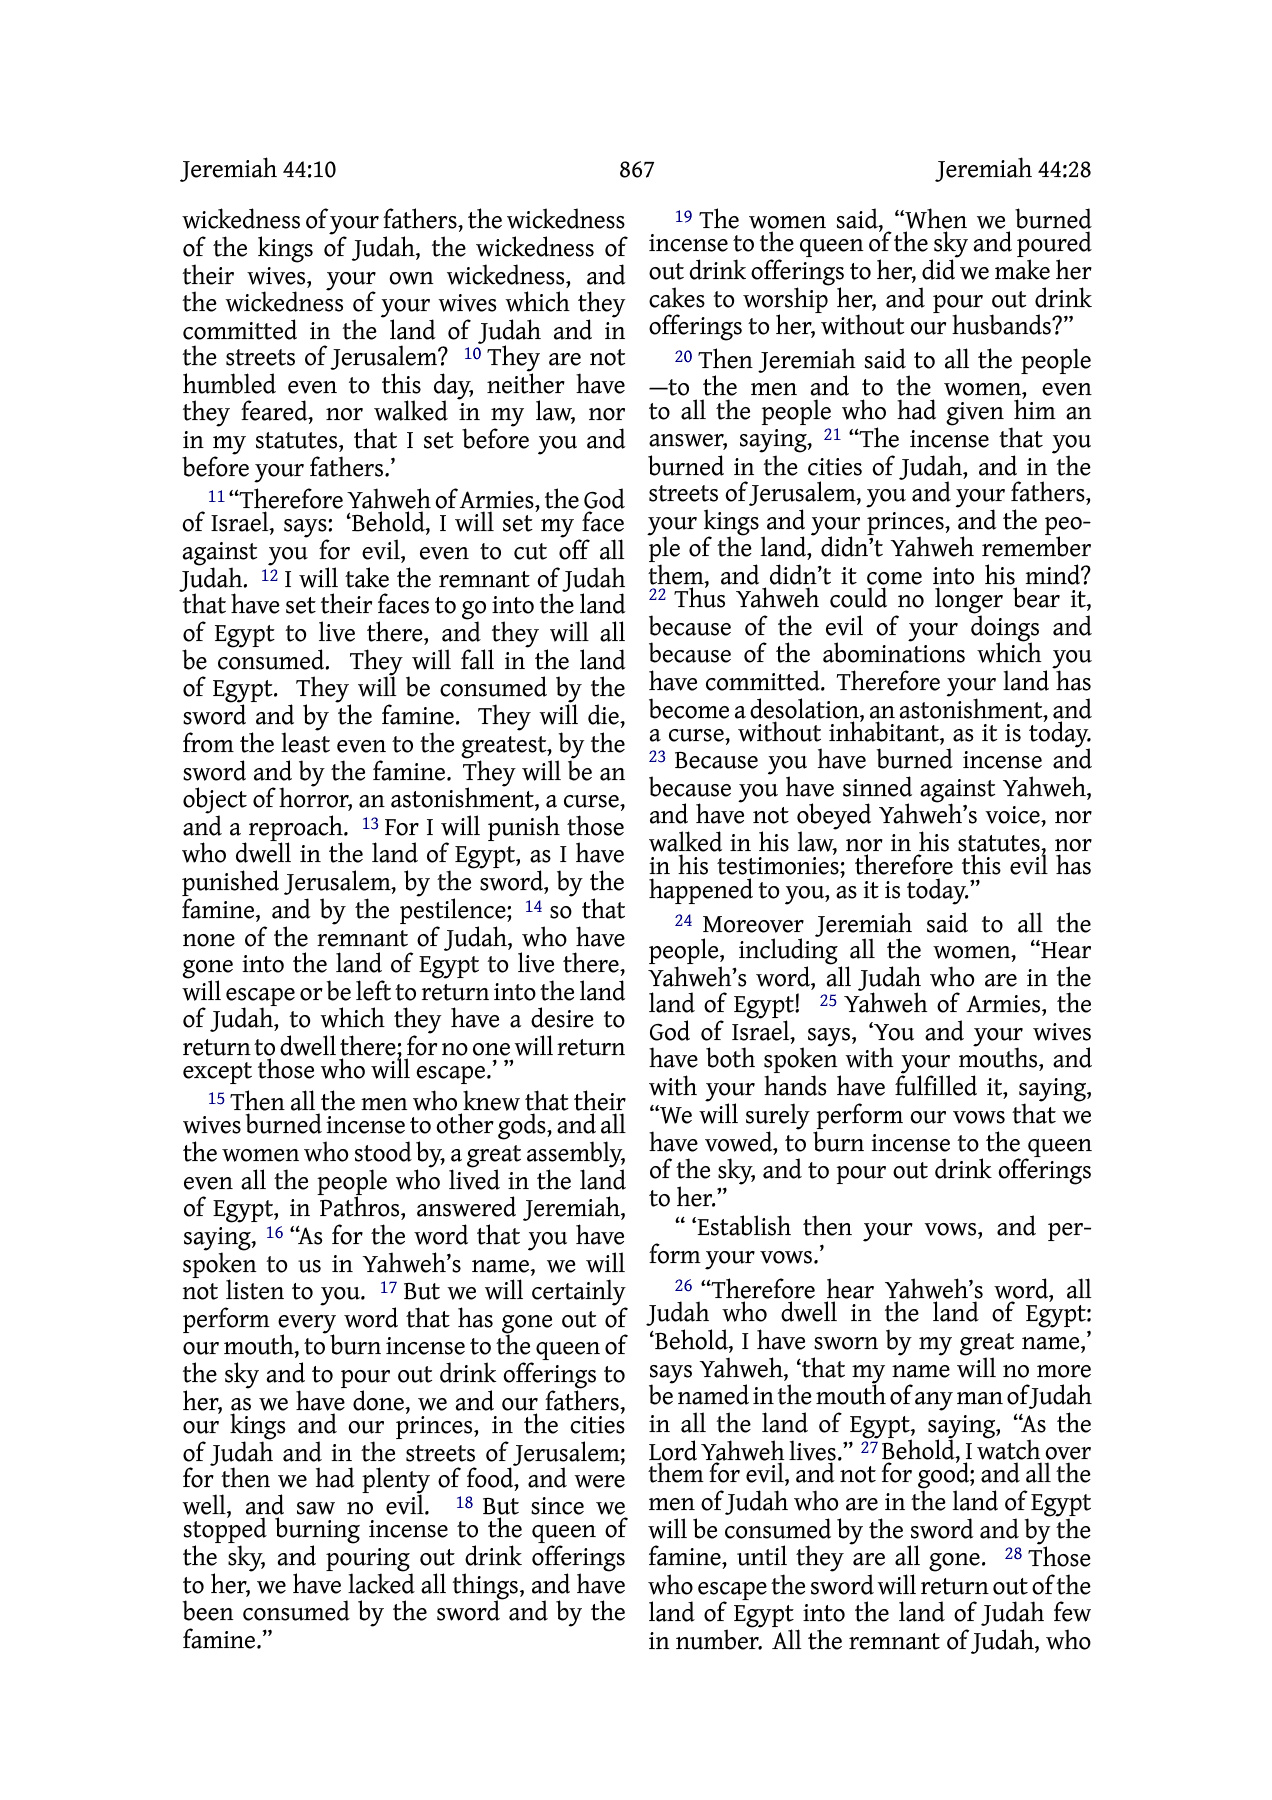 Jeremiah 44:10
867
Jeremiah 44:28
wickedness of your fathers, the wickedness
of the kings of Judah, the wickedness of
their wives, your own wickedness, and
the wickedness of your wives which they
committed in the land of Judah and in
the streets of Jerusalem? 10 They are not
humbled even to this day, neither have
they feared, nor walked in my law, nor
in my statutes, that I set before you and
before your fathers.’
11 “Therefore Yahweh of Armies, the God
of Israel, says: ‘Behold, I will set my face
against you for evil, even to cut off all
Judah. 12 I will take the remnant of Judah
that have set their faces to go into the land
of Egypt to live there, and they will all
be consumed. They will fall in the land
of Egypt. They will be consumed by the
sword and by the famine. They will die,
from the least even to the greatest, by the
sword and by the famine. They will be an
object of horror, an astonishment, a curse,
and a reproach. 13 For I will punish those
who dwell in the land of Egypt, as I have
punished Jerusalem, by the sword, by the
famine, and by the pestilence; 14 so that
none of the remnant of Judah, who have
gone into the land of Egypt to live there,
will escape or be left to return into the land
of Judah, to which they have a desire to
return to dwell there; for no one will return
except those who will escape.’ ”
15 Then all the men who knew that their
wives burned incense to other gods, and all
the women who stood by, a great assembly,
even all the people who lived in the land
of Egypt, in Pathros, answered Jeremiah,
saying, 16 “As for the word that you have
spoken to us in Yahweh’s name, we will
not listen to you. 17 But we will certainly
perform every word that has gone out of
our mouth, to burn incense to the queen of
the sky and to pour out drink offerings to
her, as we have done, we and our fathers,
our kings and our princes, in the cities
of Judah and in the streets of Jerusalem;
for then we had plenty of food, and were
well, and saw no evil. 18 But since we
stopped burning incense to the queen of
the sky, and pouring out drink offerings
to her, we have lacked all things, and have
been consumed by the sword and by the
famine.”
19 The women said, “When we burned
incense to the queen of the sky and poured
out drink offerings to her, did we make her
cakes to worship her, and pour out drink
offerings to her, without our husbands?”
20 Then Jeremiah said to all the people
—to the men and to the women, even
to all the people who had given him an
answer, saying, 21 “The incense that you
burned in the cities of Judah, and in the
streets of Jerusalem, you and your fathers,
your kings and your princes, and the peo-
ple of the land, didn’t Yahweh remember
them, and didn’t it come into his mind?
22 Thus Yahweh could no longer bear it,
because of the evil of your doings and
because of the abominations which you
have committed. Therefore your land has
become a desolation, an astonishment, and
a curse, without inhabitant, as it is today.
23 Because you have burned incense and
because you have sinned against Yahweh,
and have not obeyed Yahweh’s voice, nor
walked in his law, nor in his statutes, nor
in his testimonies; therefore this evil has
happened to you, as it is today.”
24 Moreover Jeremiah said to all the
people, including all the women, “Hear
Yahweh’s word, all Judah who are in the
land of Egypt! 25 Yahweh of Armies, the
God of Israel, says, ‘You and your wives
have both spoken with your mouths, and
with your hands have fulfilled it, saying,
“We will surely perform our vows that we
have vowed, to burn incense to the queen
of the sky, and to pour out drink offerings
to her.”
“ ‘Establish then your vows, and per-
form your vows.’
26 “Therefore hear Yahweh’s word, all
Judah who dwell in the land of Egypt:
‘Behold, I have sworn by my great name,’
says Yahweh, ‘that my name will no more
be named in the mouth of any man of Judah
in all the land of Egypt, saying, “As the
Lord Yahweh lives.” 27 Behold, I watch over
them for evil, and not for good; and all the
men of Judah who are in the land of Egypt
will be consumed by the sword and by the
famine, until they are all gone. 28 Those
who escape the sword will return out of the
land of Egypt into the land of Judah few
in number. All the remnant of Judah, who